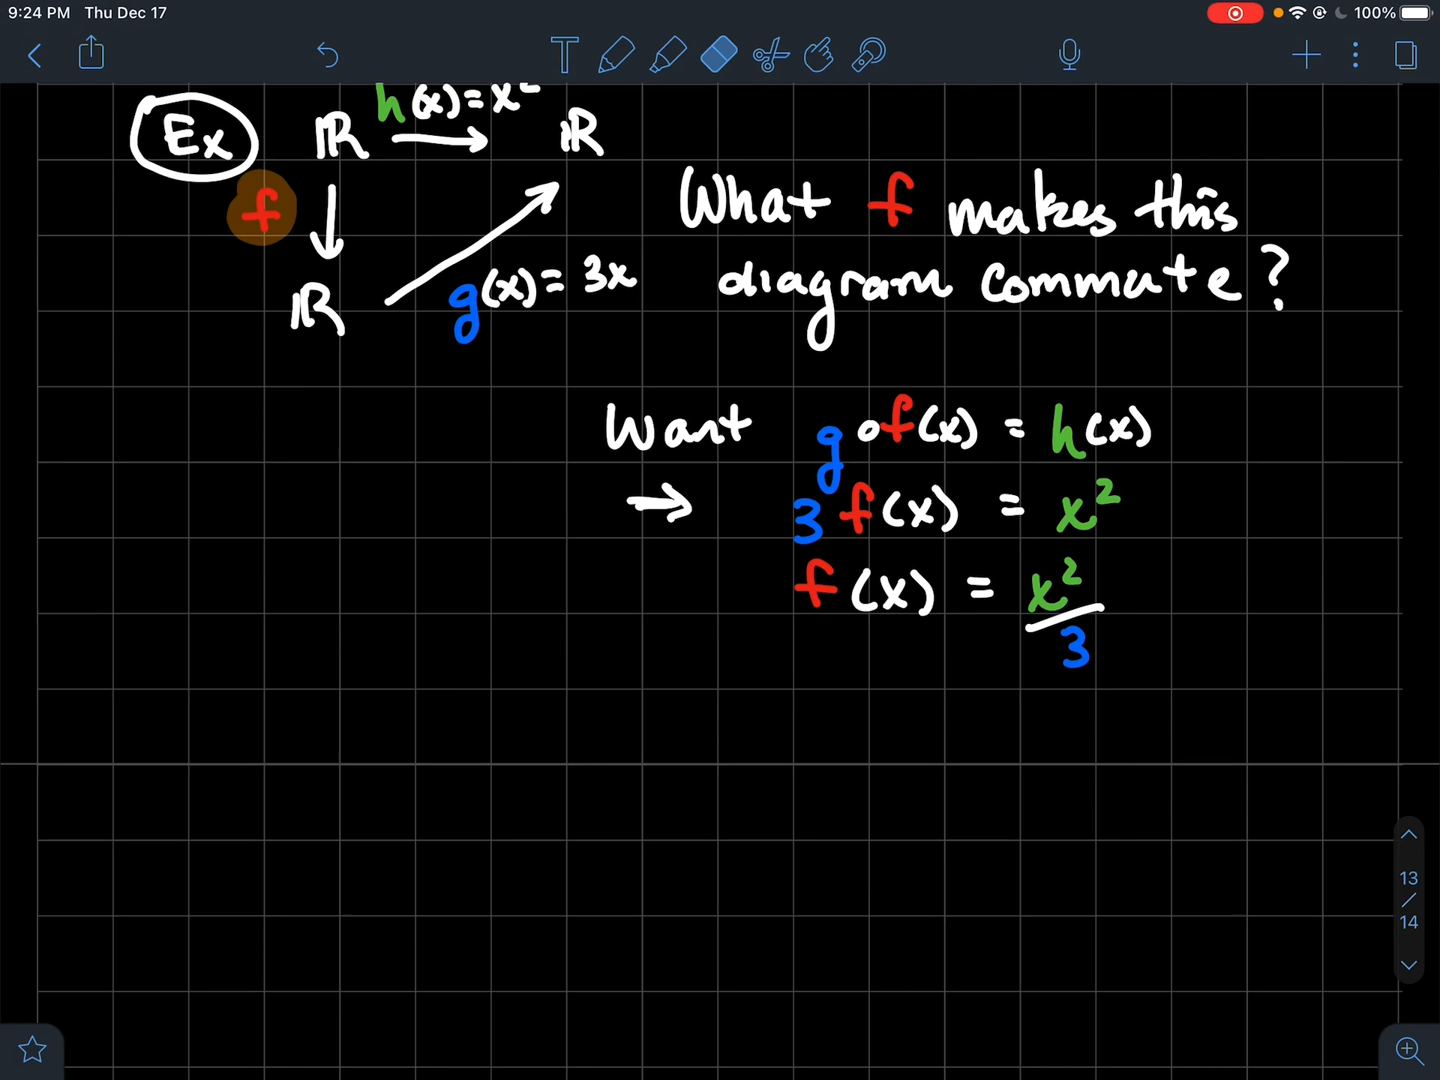 9:24 PM Thu Dec 17
100%
T
h(x)=x²
Ex ℝ → ℝ
f ↓
What f makes this
ℝ g(x)= 3x diagram commute?
Want g∘f(x) = h(x)
→ 3f(x) = x²
f(x) = x²/3
13
/
14